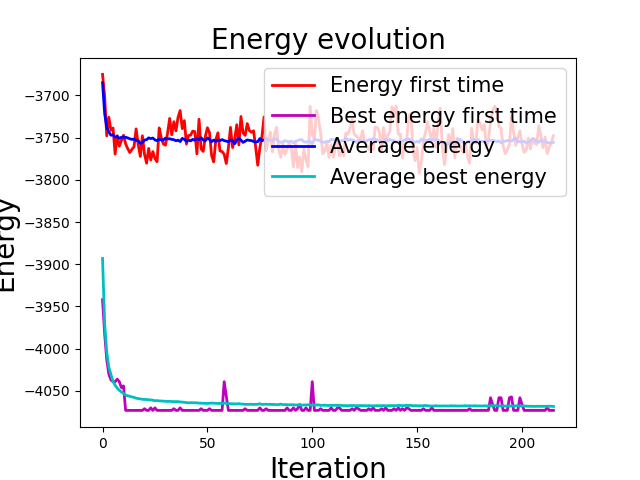 Energy evolution
Energy first time
Best energy first time
Average energy
Average best energy
−3700
−3750
−3800
−3850
−3900
−3950
−4000
−4050
Energy
0 50 100 150 200
Iteration